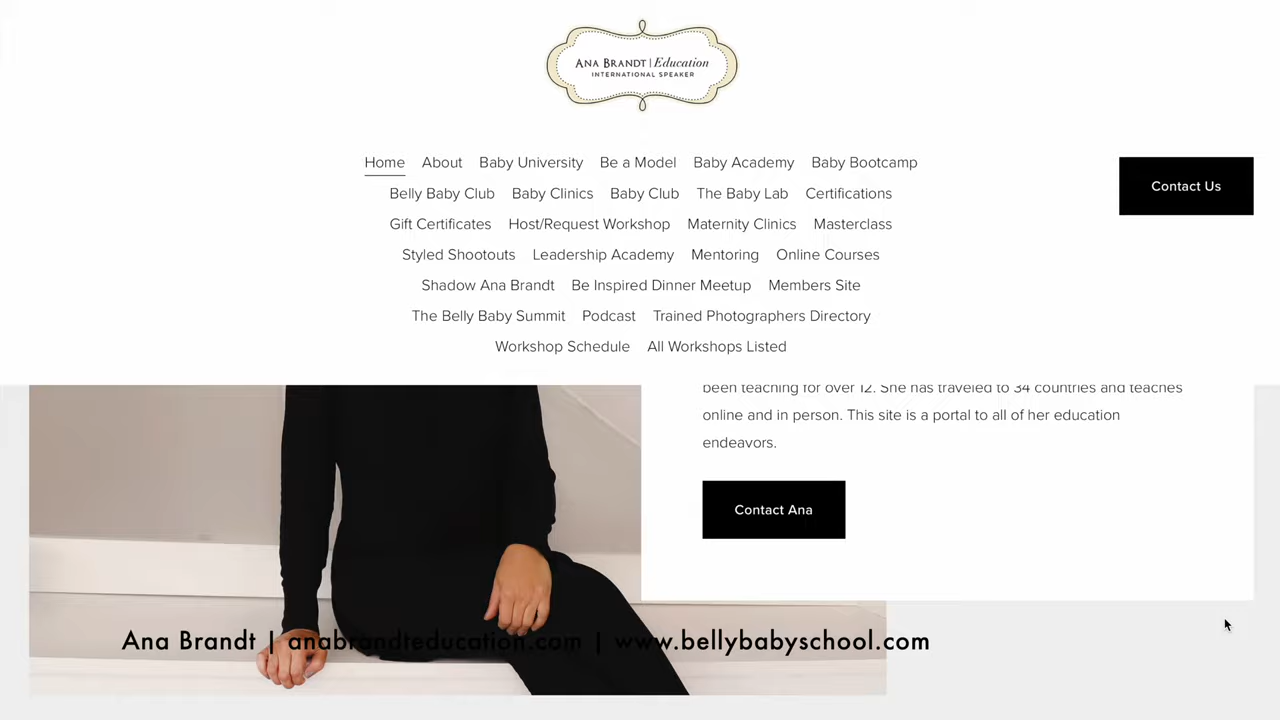 ANA BRANDT | Education
INTERNATIONAL SPEAKER
Home About Baby University Be a Model Baby Academy Baby Bootcamp
Belly Baby Club Baby Clinics Baby Club The Baby Lab Certifications
Gift Certificates Host/Request Workshop Maternity Clinics Masterclass
Styled Shootouts Leadership Academy Mentoring Online Courses
Shadow Ana Brandt Be Inspired Dinner Meetup Members Site
The Belly Baby Summit Podcast Trained Photographers Directory
Workshop Schedule All Workshops Listed
Contact Us
been teaching for over 12. She has traveled to 34 countries and teaches
online and in person. This site is a portal to all of her education
endeavors.
Contact Ana
Ana Brandt | anabrandteducation.com | www.bellybabyschool.com